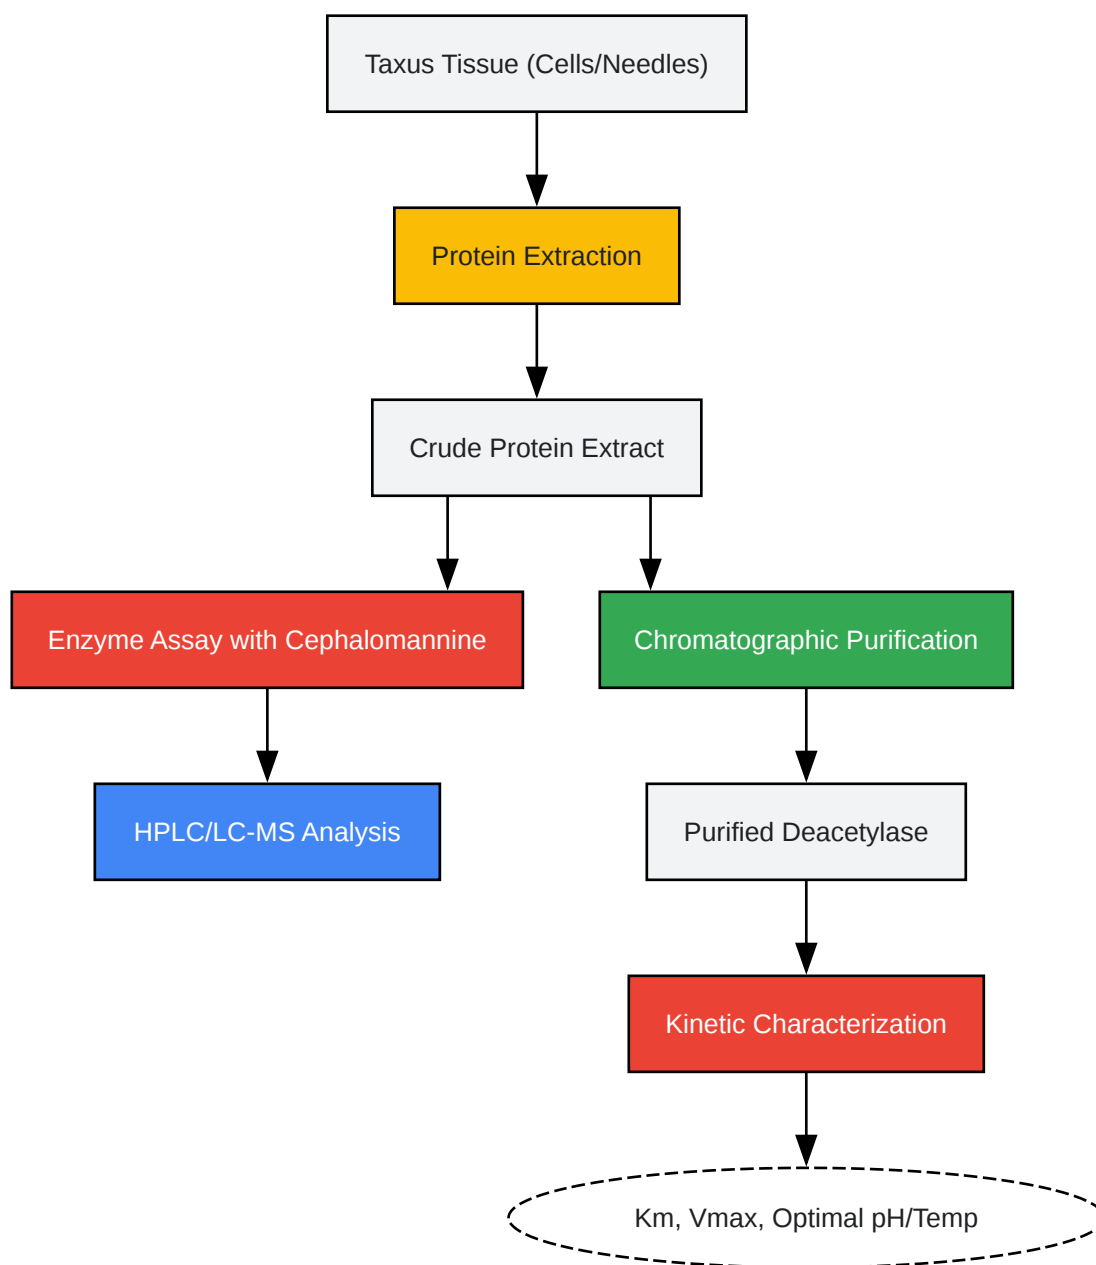 Taxus Tissue (Cells/Needles)
Protein Extraction
Crude Protein Extract
Enzyme Assay with Cephalomannine
Chromatographic Purification
HPLC/LC-MS Analysis
Purified Deacetylase
Kinetic Characterization
Km, Vmax, Optimal pH/Temp